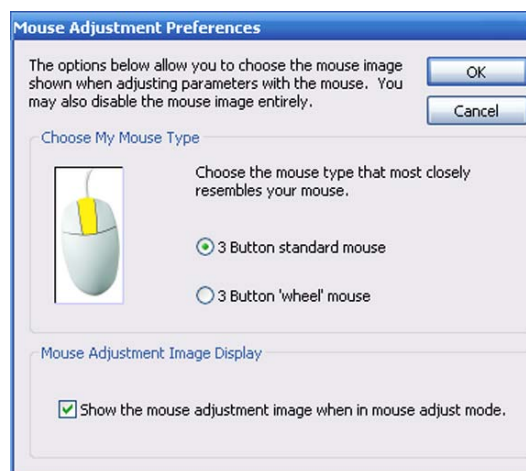 Mouse Adjustment Preferences
The options below allow you to choose the mouse image
shown when adjusting parameters with the mouse. You
may also disable the mouse image entirely.
OK
Cancel
Choose My Mouse Type
Choose the mouse type that most closely
resembles your mouse.
3 Button standard mouse
3 Button 'wheel' mouse
Mouse Adjustment Image Display
Show the mouse adjustment image when in mouse adjust mode.